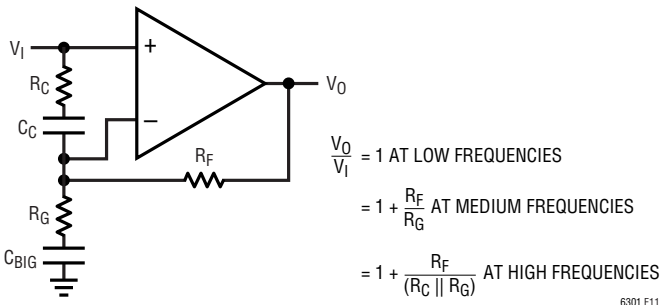 V_I
+
R_C
C_C
−
V_O
R_F
R_G
C_BIG
V_O/V_I = 1 AT LOW FREQUENCIES
= 1 + R_F/R_G AT MEDIUM FREQUENCIES
= 1 + R_F/(R_C || R_G) AT HIGH FREQUENCIES
6301 F11